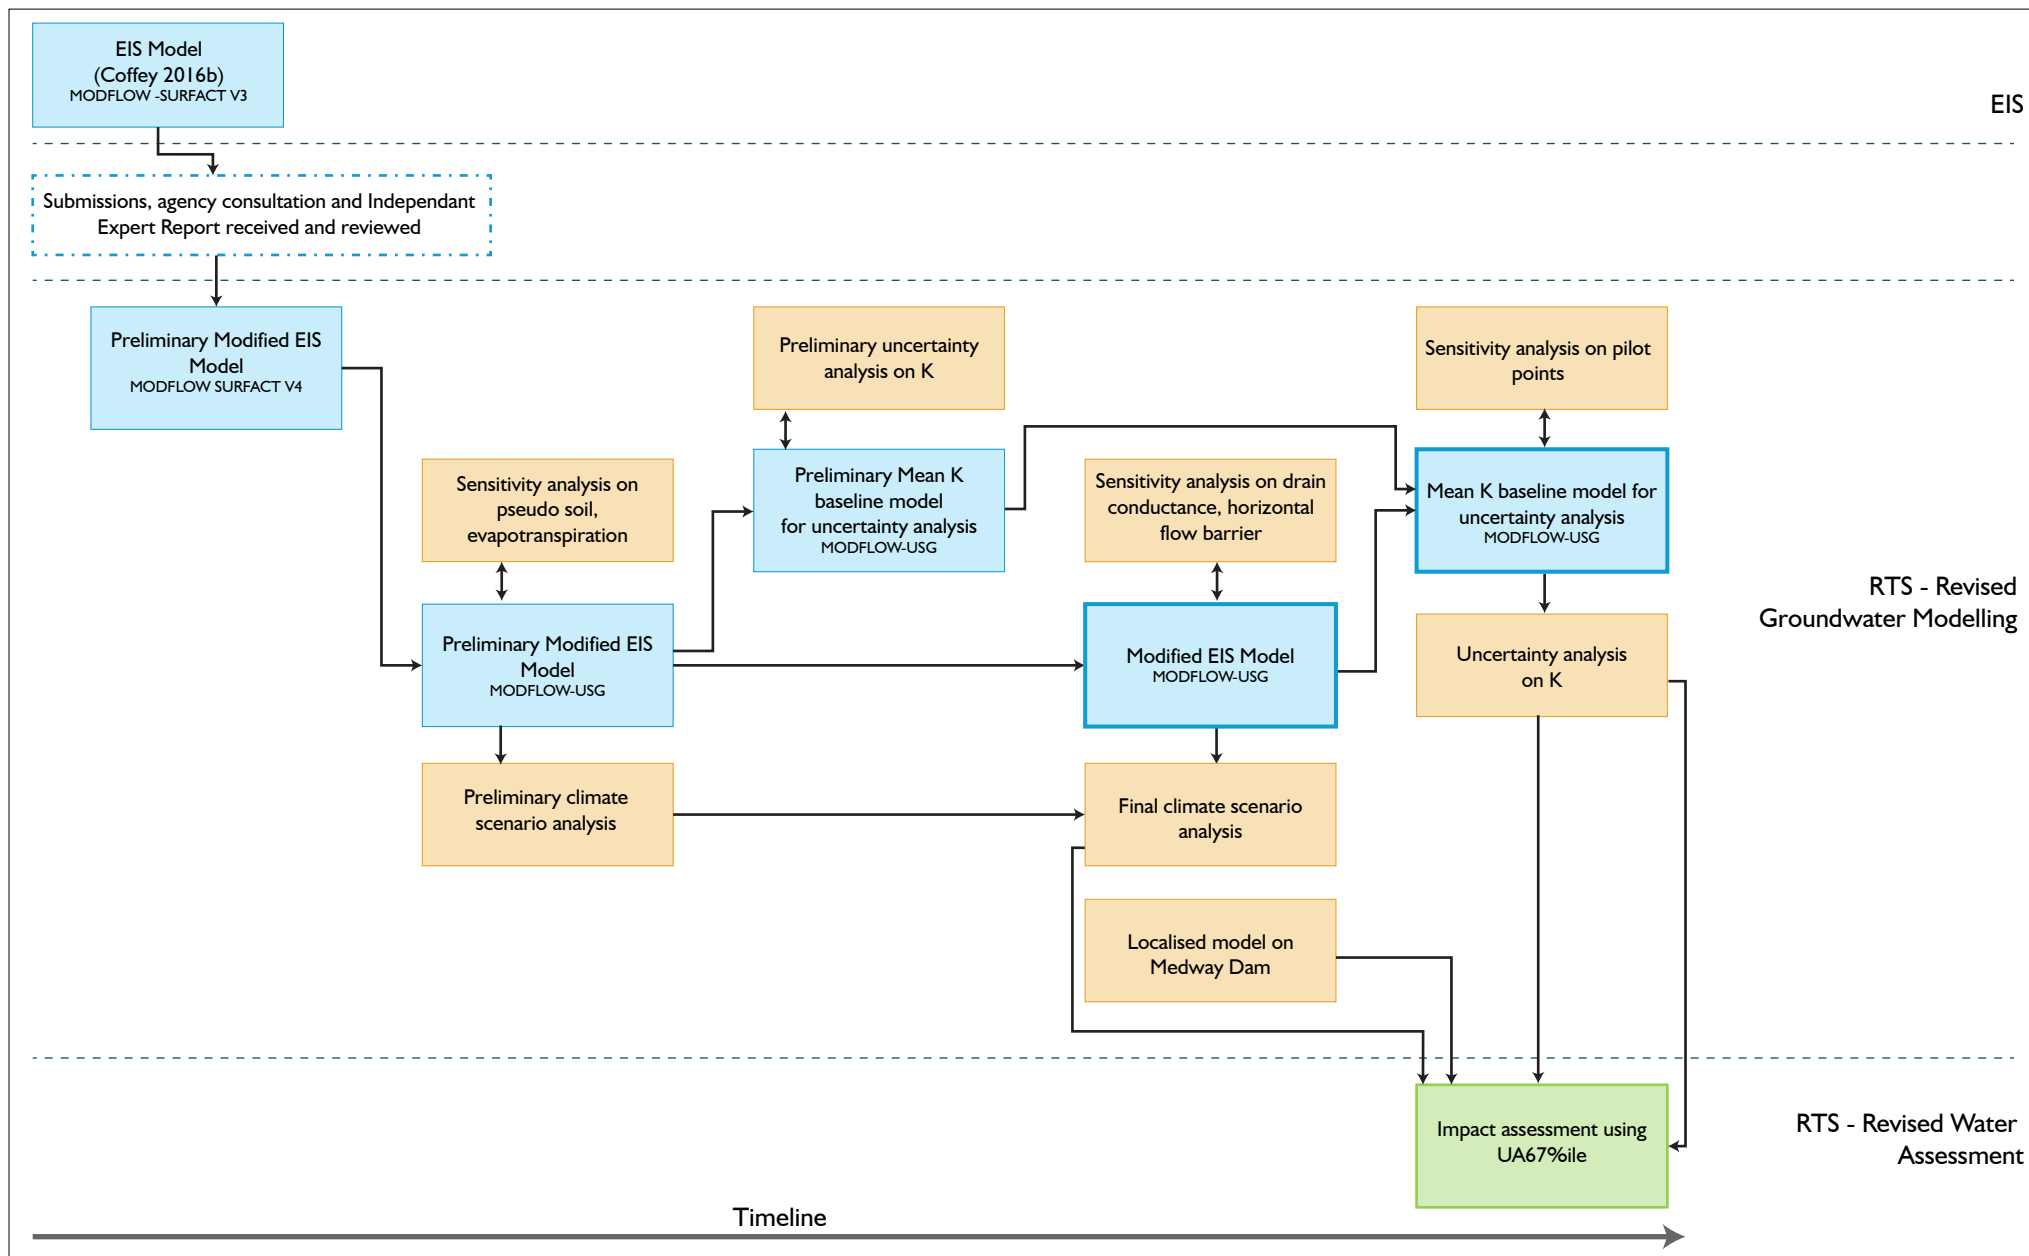 EIS Model
(Coffey 2016b)
MODFLOW -SURFACT V3
EIS
Submissions, agency consultation and Independant
Expert Report received and reviewed
Preliminary Modified EIS
Model
MODFLOW SURFACT V4
Preliminary uncertainty
analysis on K
Sensitivity analysis on pilot
points
Sensitivity analysis on
pseudo soil,
evapotranspiration
Preliminary Mean K
baseline model
for uncertainty analysis
MODFLOW-USG
Sensitivity analysis on drain
conductance, horizontal
flow barrier
Mean K baseline model for
uncertainty analysis
MODFLOW-USG
RTS - Revised
Groundwater Modelling
Preliminary Modified EIS
Model
MODFLOW-USG
Modified EIS Model
MODFLOW-USG
Uncertainty analysis
on K
Preliminary climate
scenario analysis
Final climate scenario
analysis
Localised model on
Medway Dam
Impact assessment using
UA67%ile
RTS - Revised Water
Assessment
Timeline